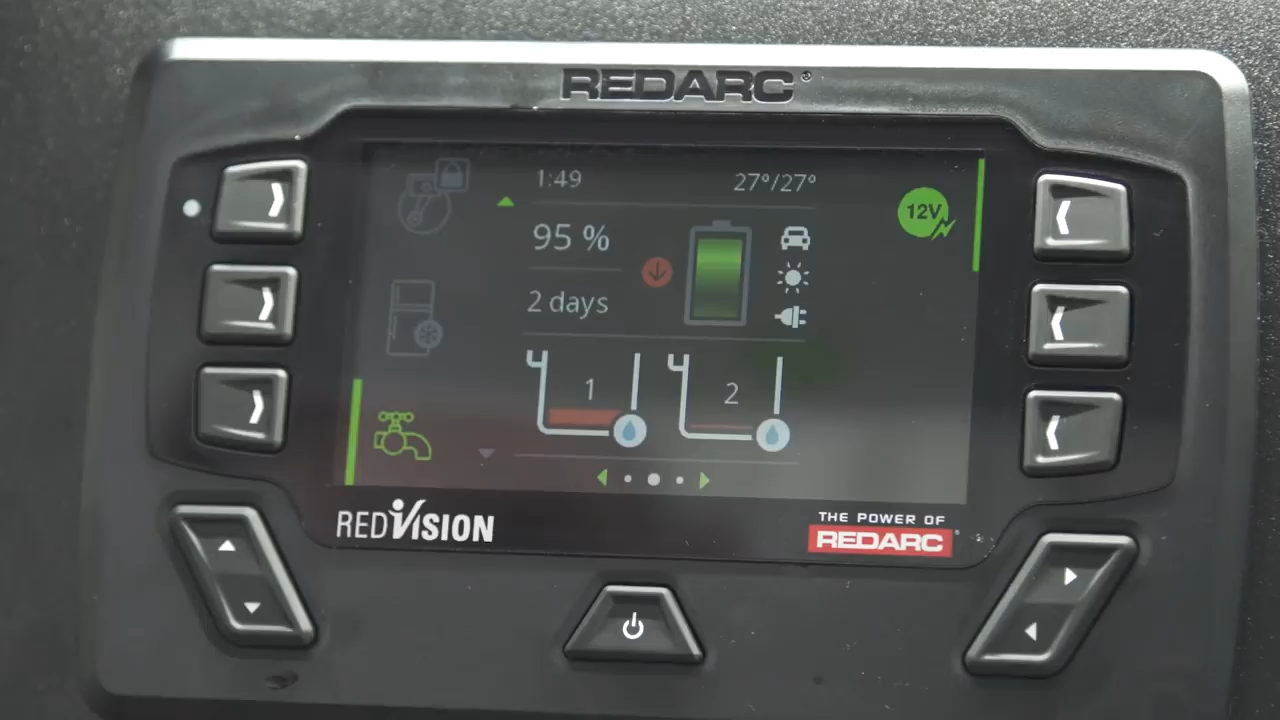 REDARC®
1:49
27°/27°
95 %
2 days
12V
1
2
REDVISION
THE POWER OF
REDARC®